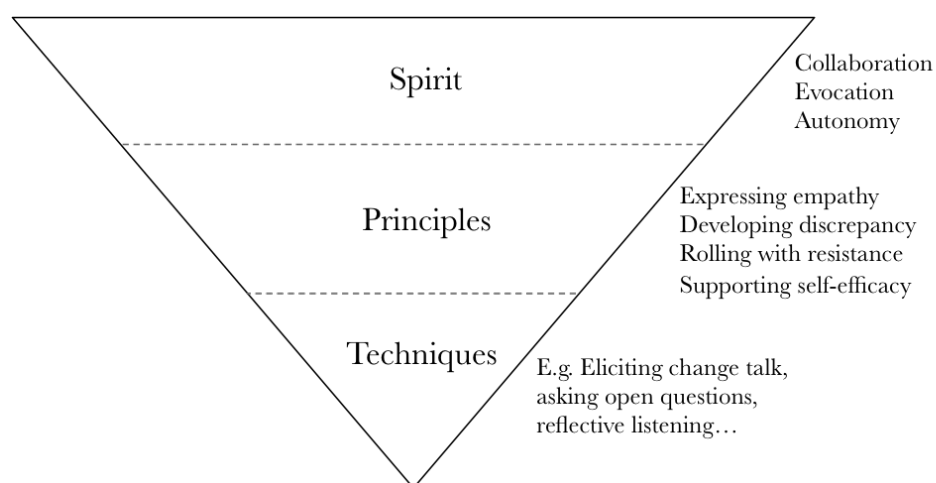 Spirit
Collaboration
Evocation
Autonomy
Principles
Expressing empathy
Developing discrepancy
Rolling with resistance
Supporting self-efficacy
Techniques
E.g. Eliciting change talk,
asking open questions,
reflective listening…